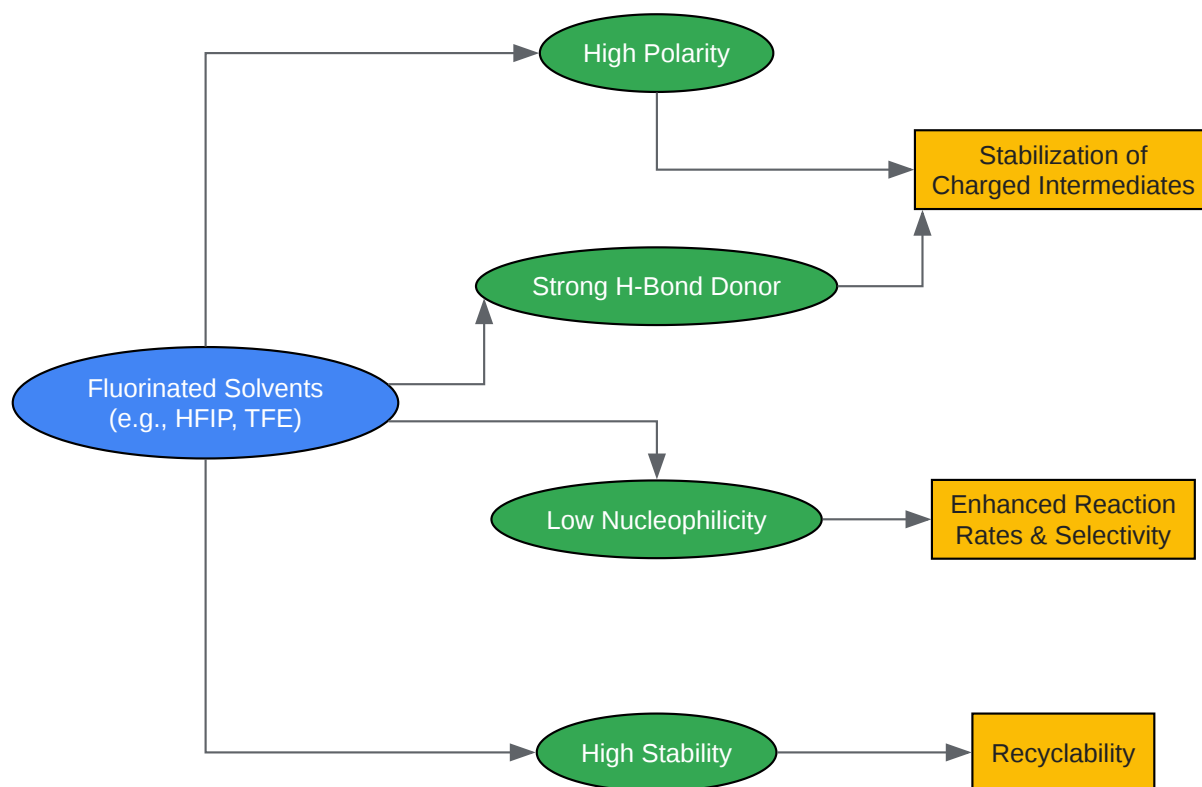 High Polarity
Stabilization of
Charged Intermediates
Strong H-Bond Donor
Fluorinated Solvents
(e.g., HFIP, TFE)
Low Nucleophilicity
Enhanced Reaction
Rates & Selectivity
High Stability
Recyclability